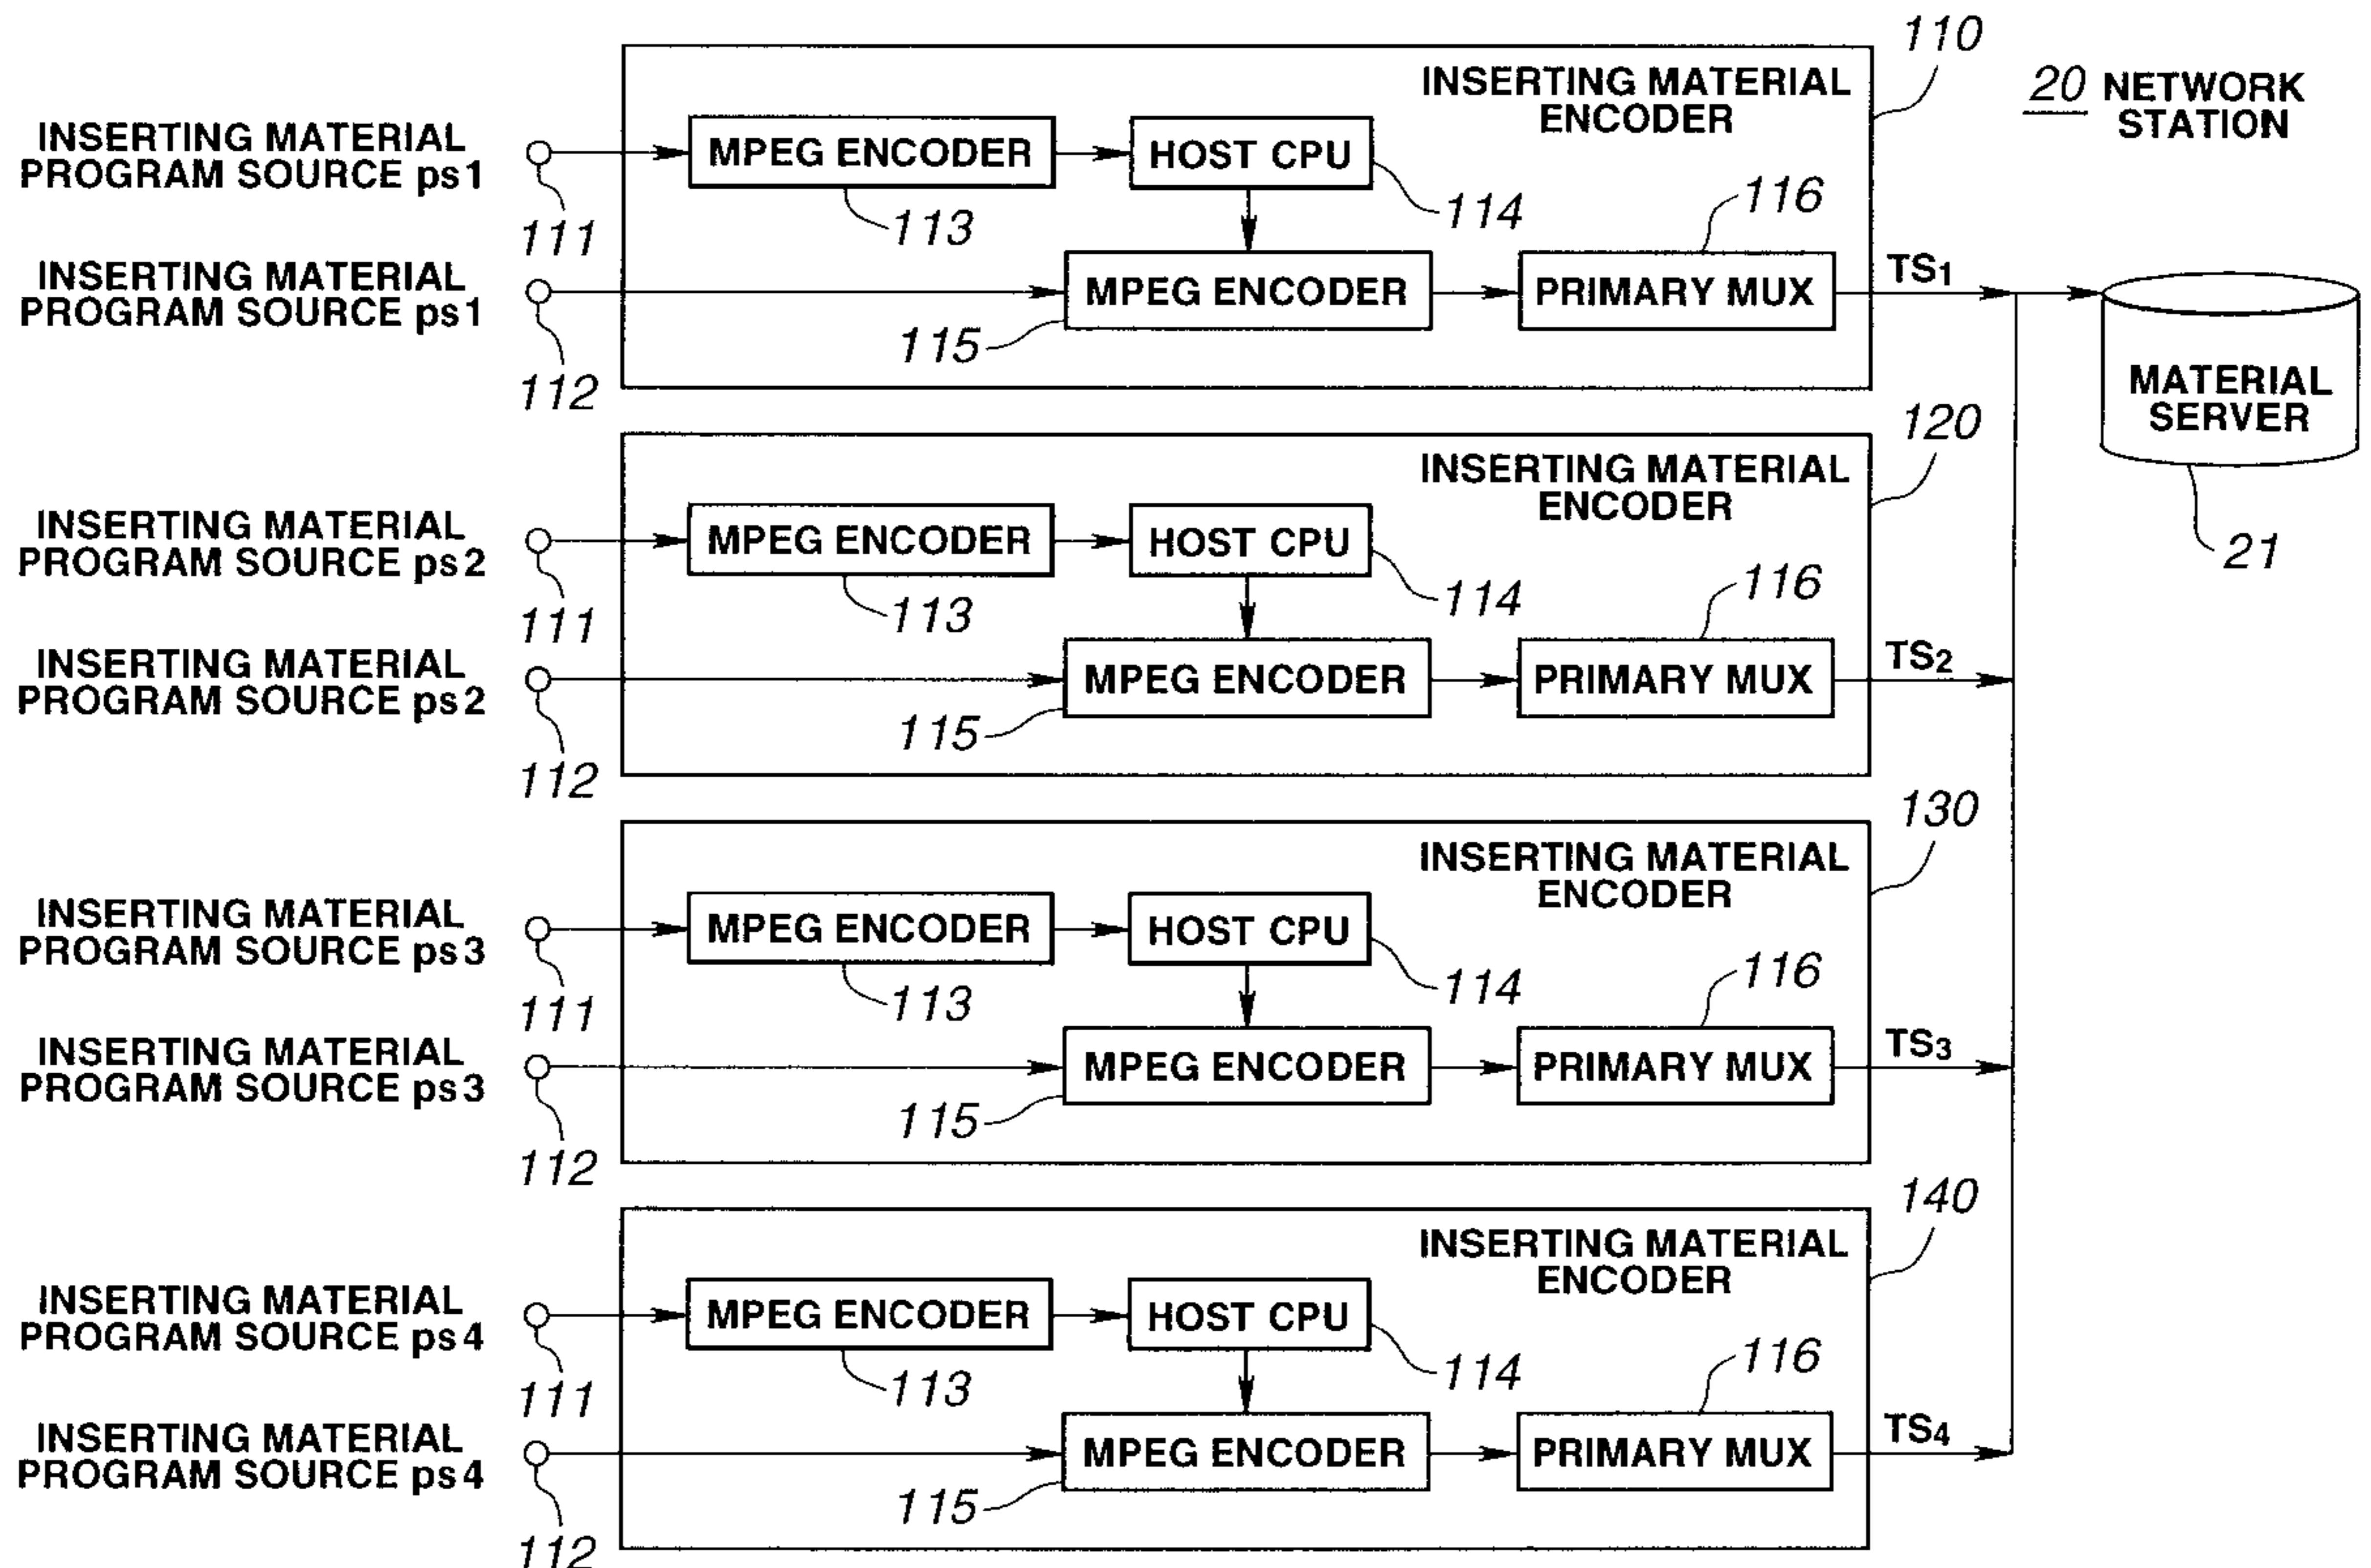 110
INSERTING MATERIAL
ENCODER
20 NETWORK
STATION
INSERTING MATERIAL
PROGRAM SOURCE ps1
MPEG ENCODER
HOST CPU
111
113
114
116
INSERTING MATERIAL
PROGRAM SOURCE ps1
MPEG ENCODER
PRIMARY MUX
TS1
112
115
MATERIAL
SERVER
21
120
INSERTING MATERIAL
ENCODER
INSERTING MATERIAL
PROGRAM SOURCE ps2
MPEG ENCODER
HOST CPU
111
113
114
116
INSERTING MATERIAL
PROGRAM SOURCE ps2
MPEG ENCODER
PRIMARY MUX
TS2
112
115
130
INSERTING MATERIAL
ENCODER
INSERTING MATERIAL
PROGRAM SOURCE ps3
MPEG ENCODER
HOST CPU
111
113
114
116
INSERTING MATERIAL
PROGRAM SOURCE ps3
MPEG ENCODER
PRIMARY MUX
TS3
112
115
140
INSERTING MATERIAL
ENCODER
INSERTING MATERIAL
PROGRAM SOURCE ps4
MPEG ENCODER
HOST CPU
111
113
114
116
INSERTING MATERIAL
PROGRAM SOURCE ps4
MPEG ENCODER
PRIMARY MUX
TS4
112
115